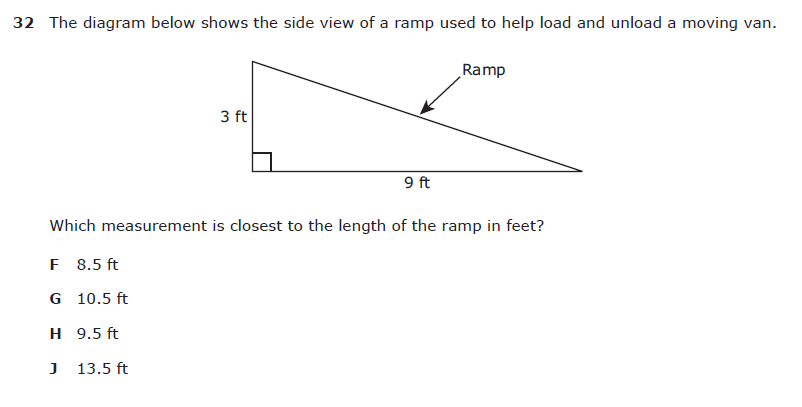 32 The diagram below shows the side view of a ramp used to help load and unload a moving van.
Ramp
3 ft
9 ft
Which measurement is closest to the length of the ramp in feet?
F 8.5 ft
G 10.5 ft
H 9.5 ft
J 13.5 ft